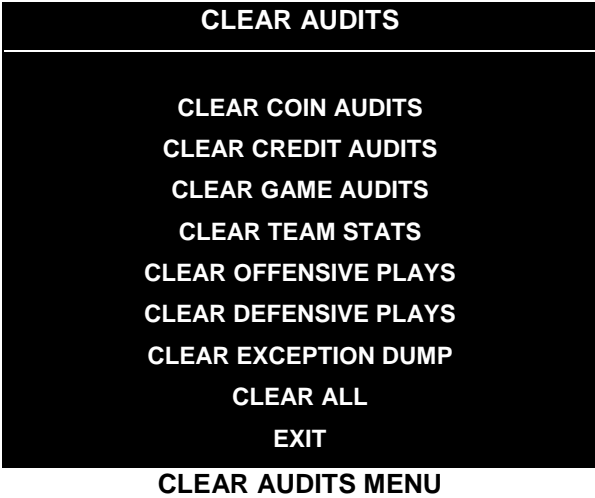 CLEAR AUDITS
CLEAR COIN AUDITS
CLEAR CREDIT AUDITS
CLEAR GAME AUDITS
CLEAR TEAM STATS
CLEAR OFFENSIVE PLAYS
CLEAR DEFENSIVE PLAYS
CLEAR EXCEPTION DUMP
CLEAR ALL
EXIT
CLEAR AUDITS MENU